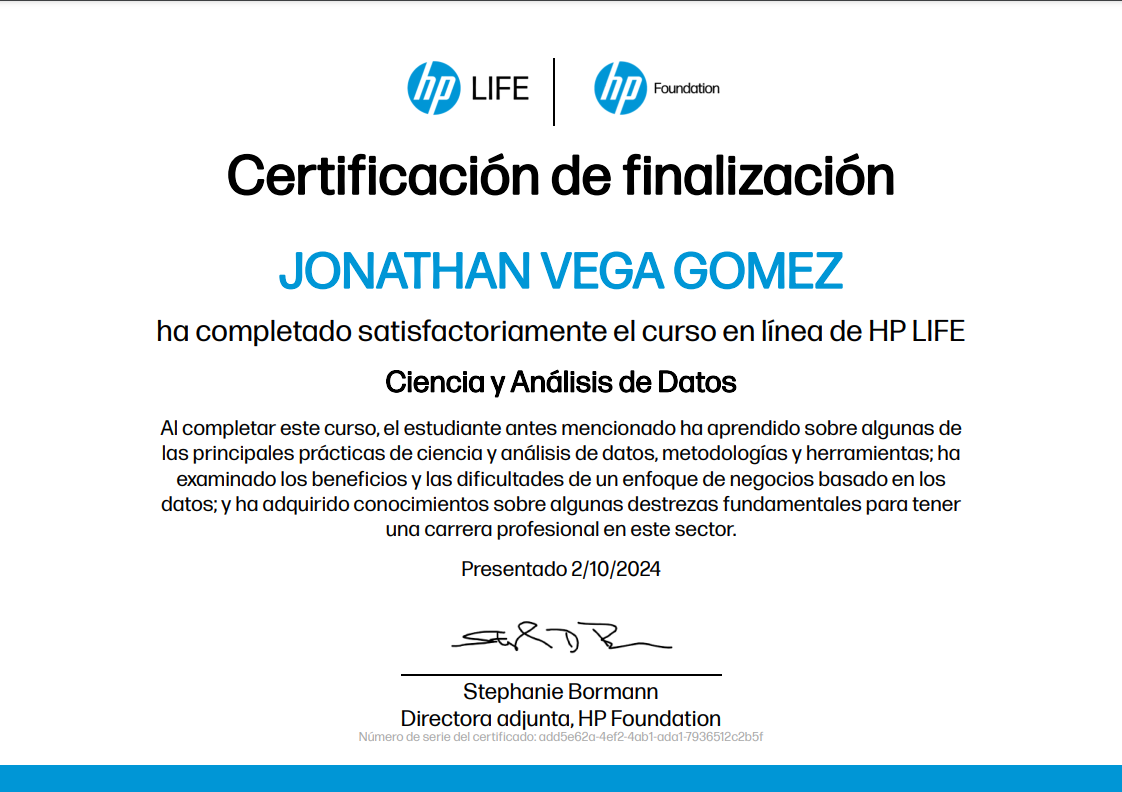 hp LIFE hp Foundation
Certificación de finalización
JONATHAN VEGA GOMEZ
ha completado satisfactoriamente el curso en línea de HP LIFE
Ciencia y Análisis de Datos
Al completar este curso, el estudiante antes mencionado ha aprendido sobre algunas de
las principales prácticas de ciencia y análisis de datos, metodologías y herramientas; ha
examinado los beneficios y las dificultades de un enfoque de negocios basado en los
datos; y ha adquirido conocimientos sobre algunas destrezas fundamentales para tener
una carrera profesional en este sector.
Presentado 2/10/2024
Stephanie Bormann
Directora adjunta, HP Foundation
Número de serie del certificado: add5e62a-4ef2-4ab1-ada1-7936512c2b5f